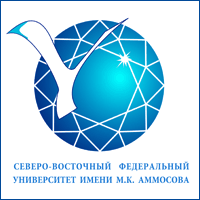 СЕВЕРО-ВОСТОЧНЫЙ ФЕДЕРАЛЬНЫЙ
УНИВЕРСИТЕТ ИМЕНИ М.К. АММОСОВА